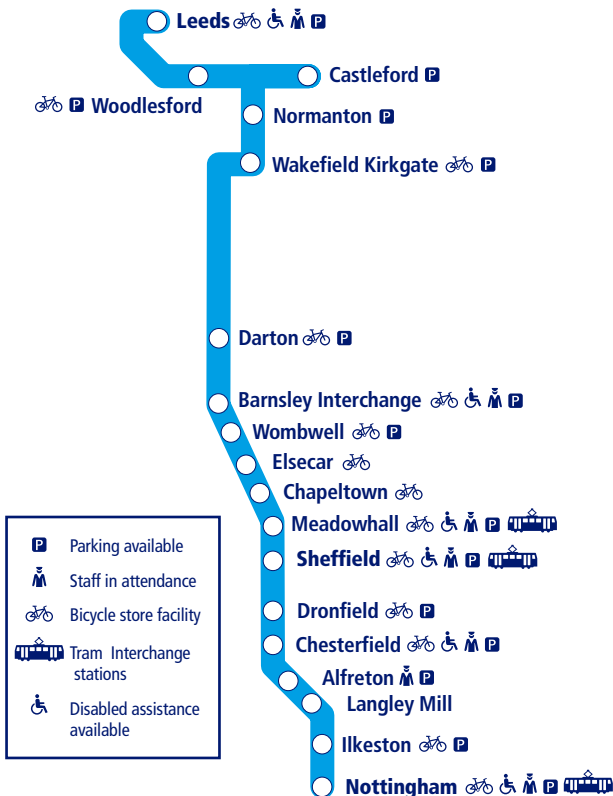 Leeds P
Castleford P
P Woodlesford
Normanton P
Wakefield Kirkgate P
Darton P
Barnsley Interchange P
Wombwell P
Elsecar
Chapeltown
Meadowhall P
Sheffield P
Dronfield P
Chesterfield P
Alfreton P
Langley Mill
Ilkeston P
Nottingham P
P Parking available
Staff in attendance
Bicycle store facility
Tram Interchange
stations
Disabled assistance
available